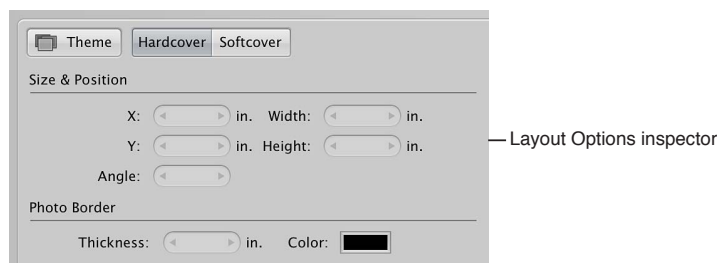 Theme Hardcover Softcover
Size & Position
X: in. Width: in.
Y: in. Height: in.
Angle:
Layout Options inspector
Photo Border
Thickness: in. Color: